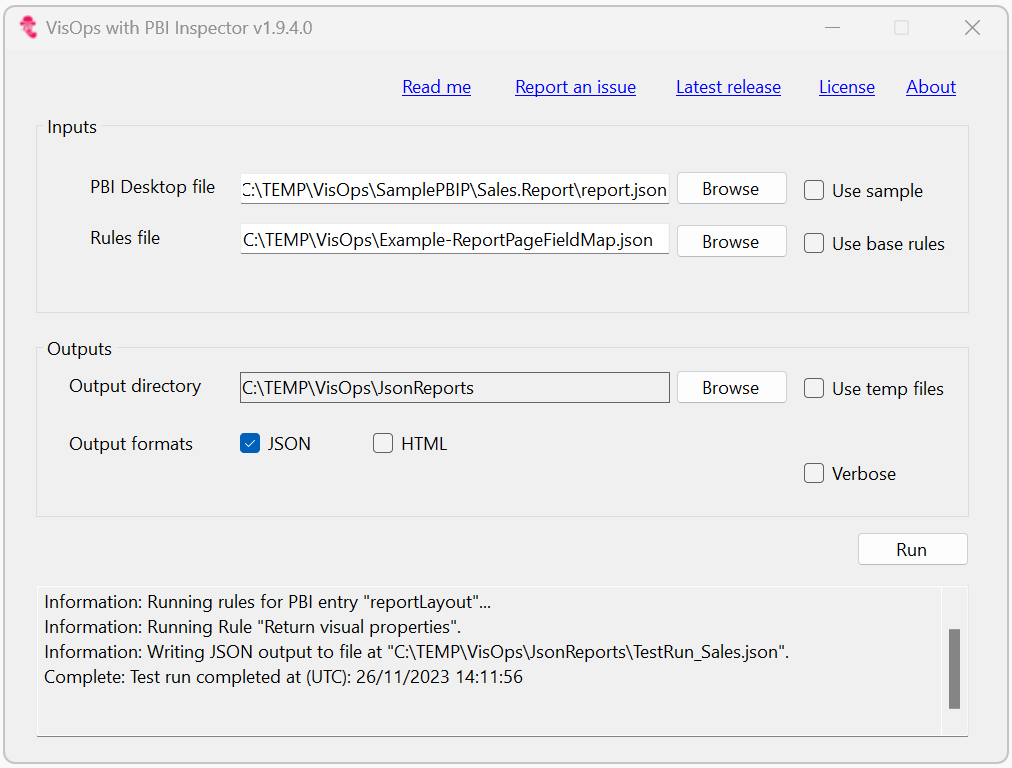 VisOps with PBI Inspector v1.9.4.0
Read me Report an issue Latest release License About
Inputs
PBI Desktop file C:\TEMP\VisOps\SamplePBIP\Sales.Report\report.json Browse Use sample
Rules file C:\TEMP\VisOps\Example-ReportPageFieldMap.json Browse Use base rules
Outputs
Output directory C:\TEMP\VisOps\JsonReports Browse Use temp files
Output formats JSON HTML
Verbose
Run
Information: Running rules for PBI entry "reportLayout"...
Information: Running Rule "Return visual properties".
Information: Writing JSON output to file at "C:\TEMP\VisOps\JsonReports\TestRun_Sales.json".
Complete: Test run completed at (UTC): 26/11/2023 14:11:56